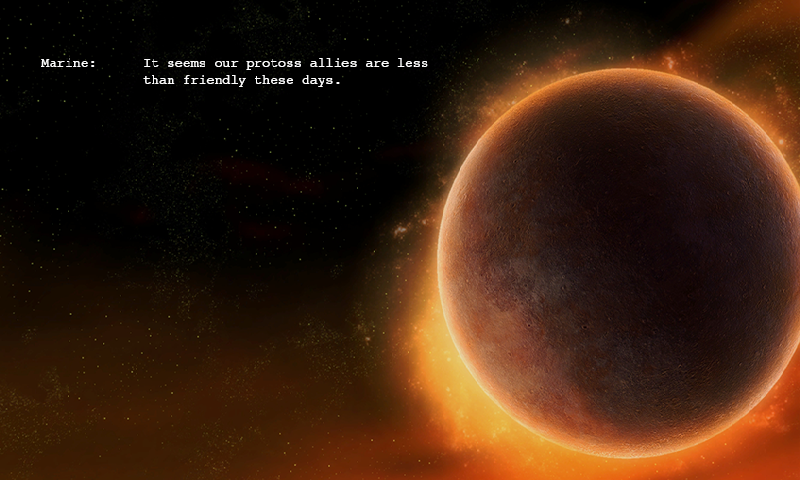 Marine: It seems our protoss allies are less
than friendly these days.